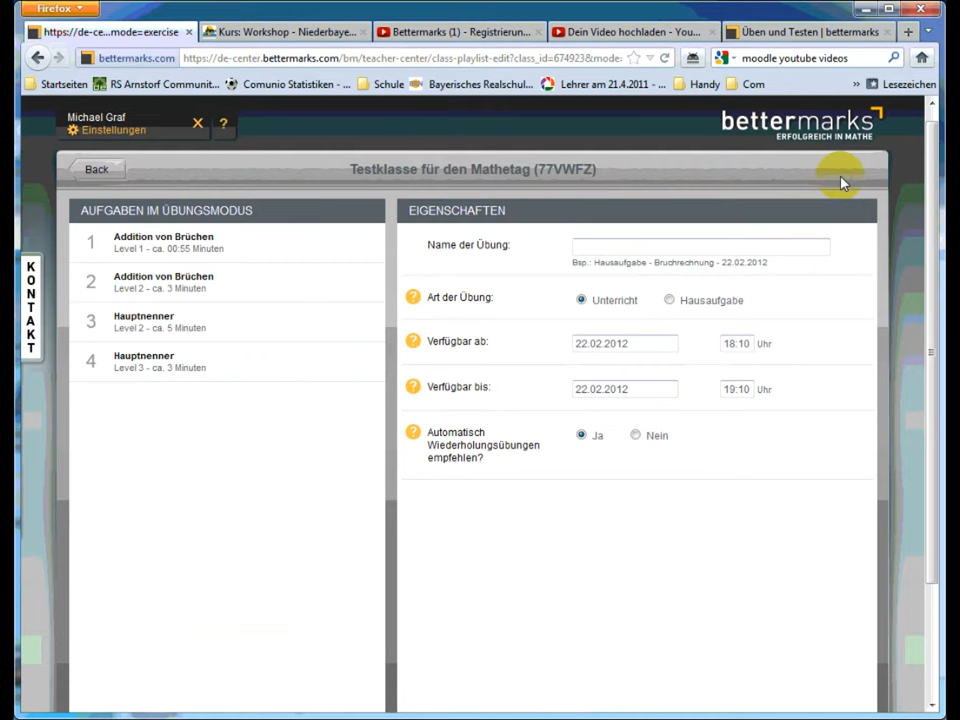 Firefox
https://de-ce...mode=exercise
Kurs: Workshop - Niederbaye...
Bettermarks (1) - Registrierun...
Dein Video hochladen - You...
Üben und Testen | bettermarks
bettermarks.com
https://de-center.bettermarks.com/bm/teacher-center/class-playlist-edit?class_id=674923&mode:
moodle youtube videos
Startseiten
RS Arnstorf Communit...
Comunio Statistiken - ...
Schule
Bayerisches Realschul...
Lehrer am 21.4.2011 - ...
Handy
Com
»
Lesezeichen
Michael Graf
Einstellungen
X
?
bettermarks
ERFOLGREICH IN MATHE
Back
Testklasse für den Mathetag (77VWFZ)
KONTAKT
AUFGABEN IM ÜBUNGSMODUS
1
Addition von Brüchen
Level 1 - ca. 00:55 Minuten
2
Addition von Brüchen
Level 2 - ca. 3 Minuten
3
Hauptnenner
Level 2 - ca. 5 Minuten
4
Hauptnenner
Level 3 - ca. 3 Minuten
EIGENSCHAFTEN
Name der Übung:
Bsp.: Hausaufgabe - Bruchrechnung - 22.02.2012
? Art der Übung:
Unterricht
Hausaufgabe
? Verfügbar ab:
22.02.2012
18:10 Uhr
? Verfügbar bis:
22.02.2012
19:10 Uhr
? Automatisch
Wiederholungsübungen
empfehlen?
Ja
Nein